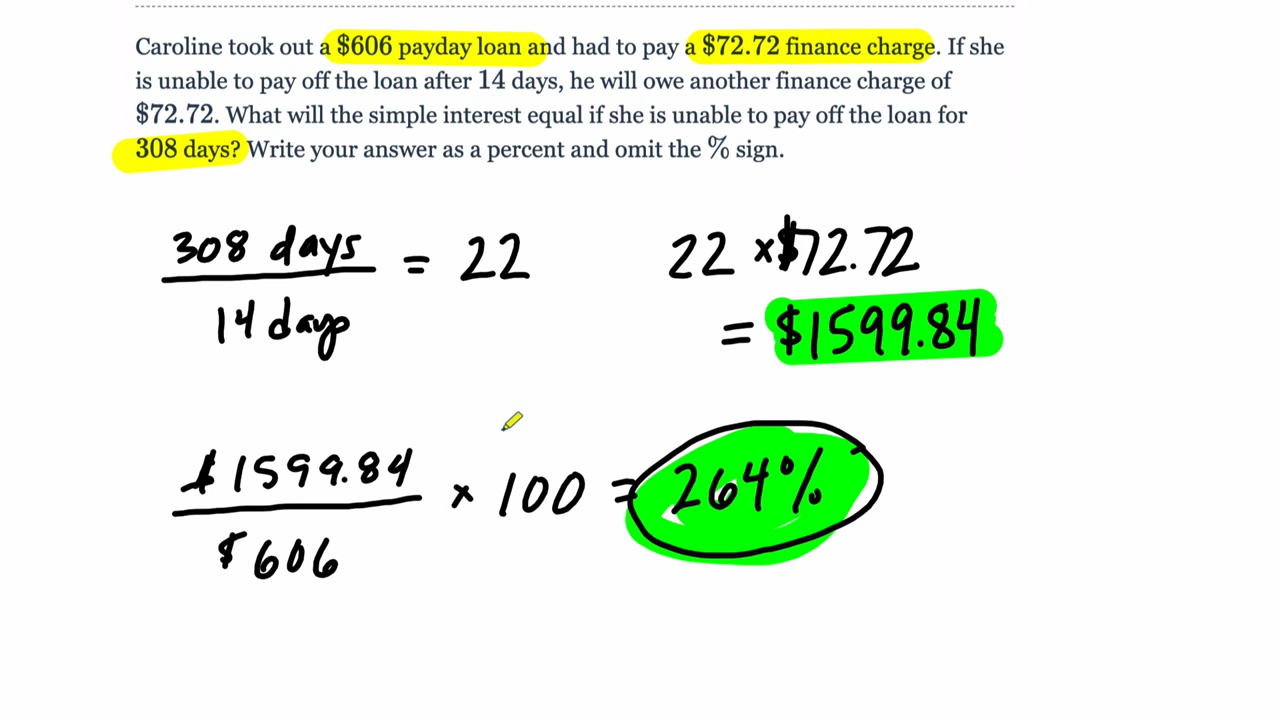 Caroline took out a $606 payday loan and had to pay a $72.72 finance charge. If she
is unable to pay off the loan after 14 days, he will owe another finance charge of
$72.72. What will the simple interest equal if she is unable to pay off the loan for
308 days? Write your answer as a percent and omit the % sign.
308 days
14 days
= 22
22 × $72.72
= $1599.84
$1599.84
$606
× 100 = 264%